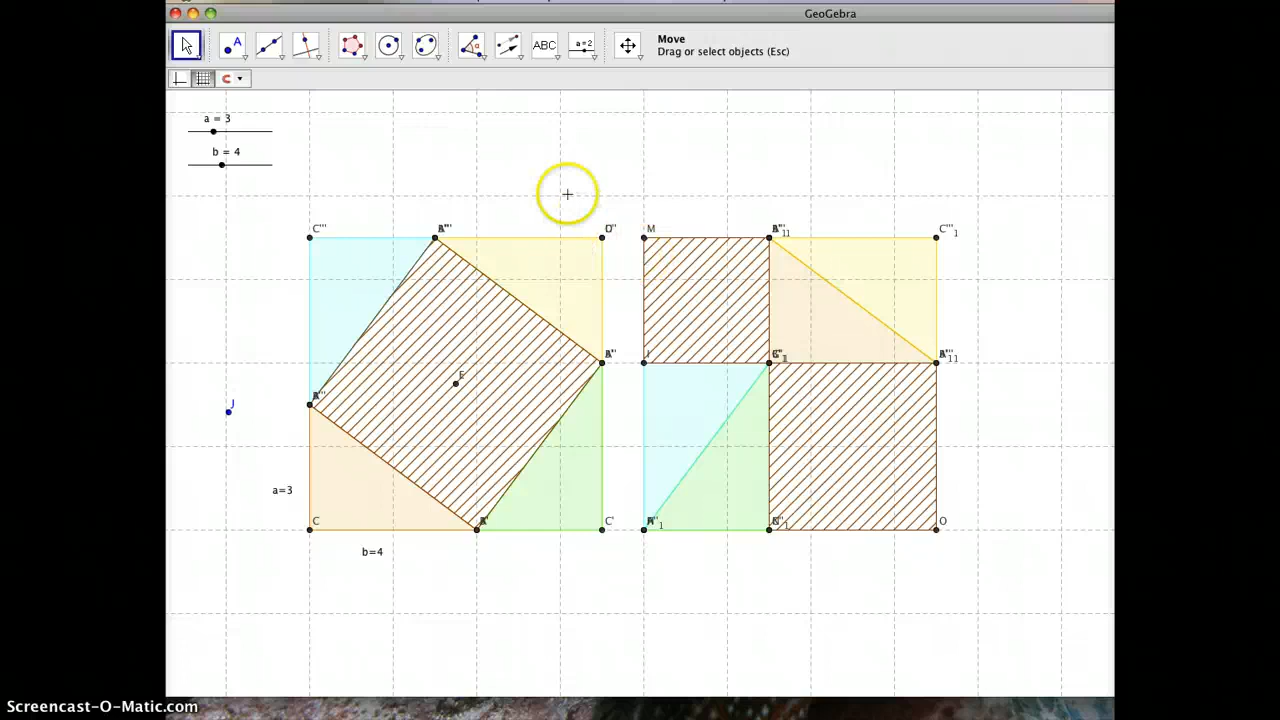 GeoGebra
A
ABC
a=2
Move
Drag or select objects (Esc)
a = 3
b = 4
C'''
D''
M
C'''1
E
J
I
a=3
b=4
C
C'
O
Screencast-O-Matic.com